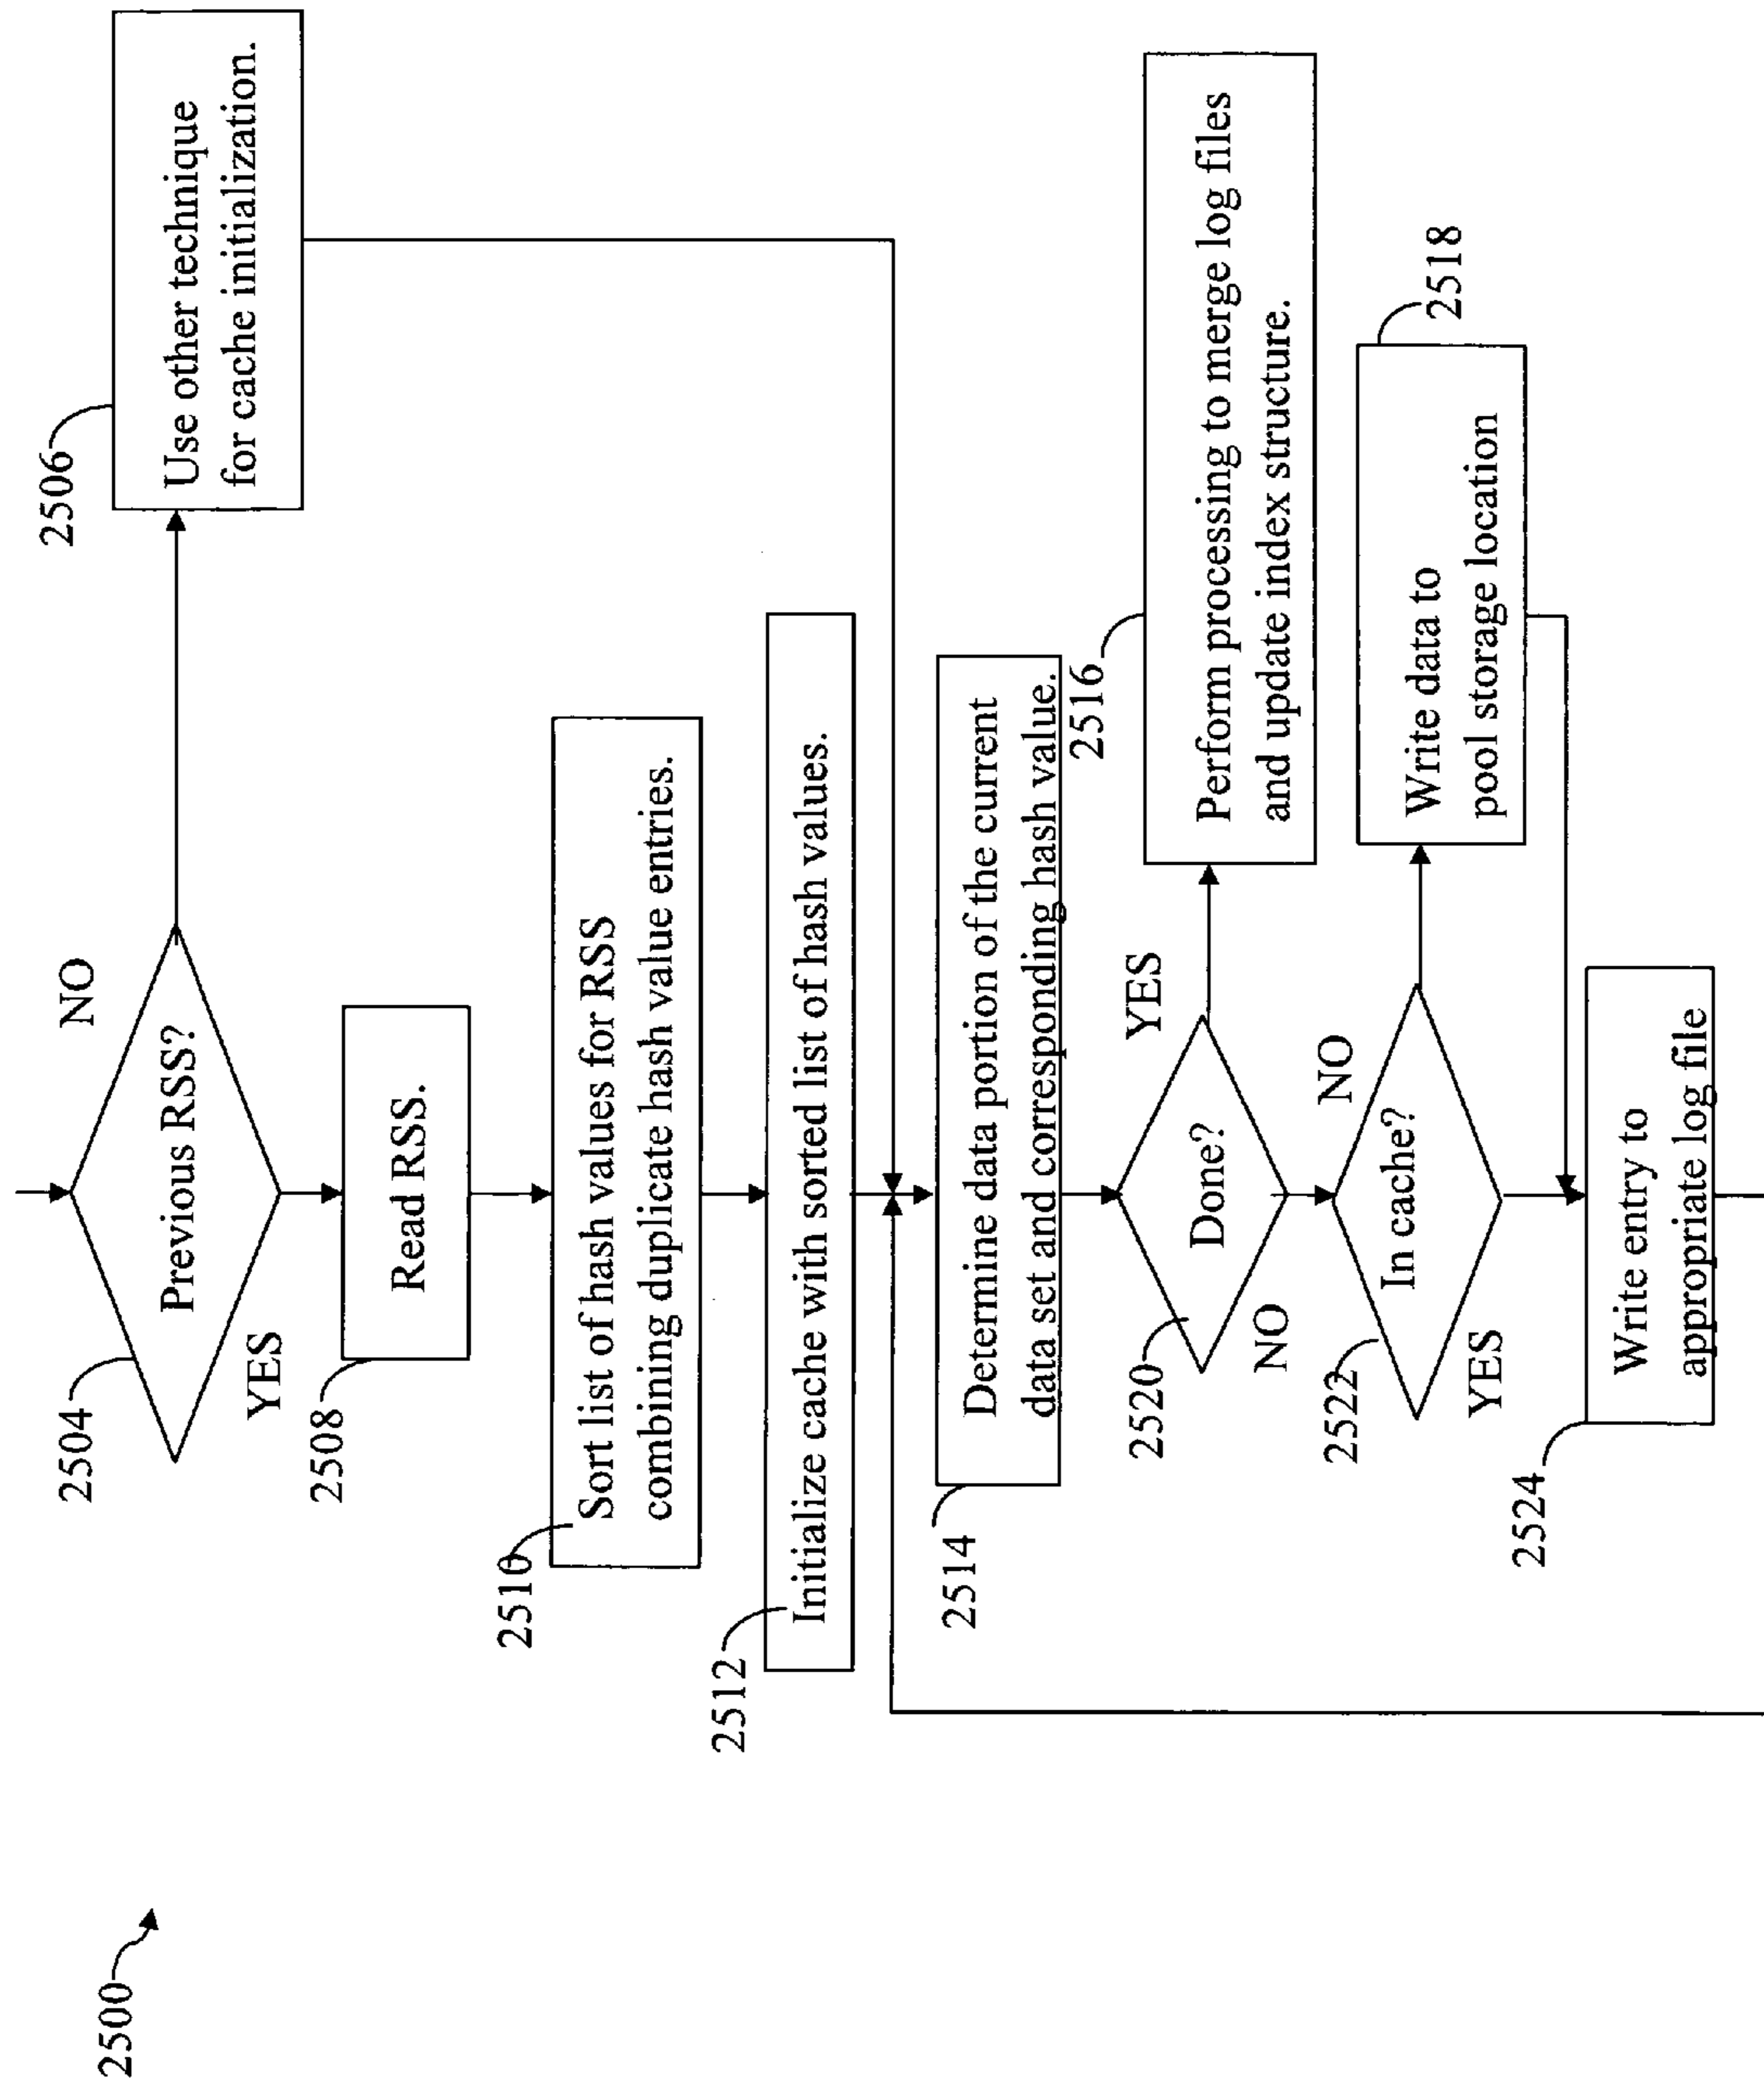 2500
2504
Previous RSS?
NO
YES
2506
Use other technique
for cache initialization.
2508
Read RSS.
2510
Sort list of hash values for RSS
combining duplicate hash value entries.
2512
Initialize cache with sorted list of hash values.
2514
Determine data portion of the current
data set and corresponding hash value.
2520
Done?
YES
NO
2516
Perform processing to merge log files
and update index structure.
2522
In cache?
NO
YES
2518
Write data to
pool storage location
2524
Write entry to
appropriate log file